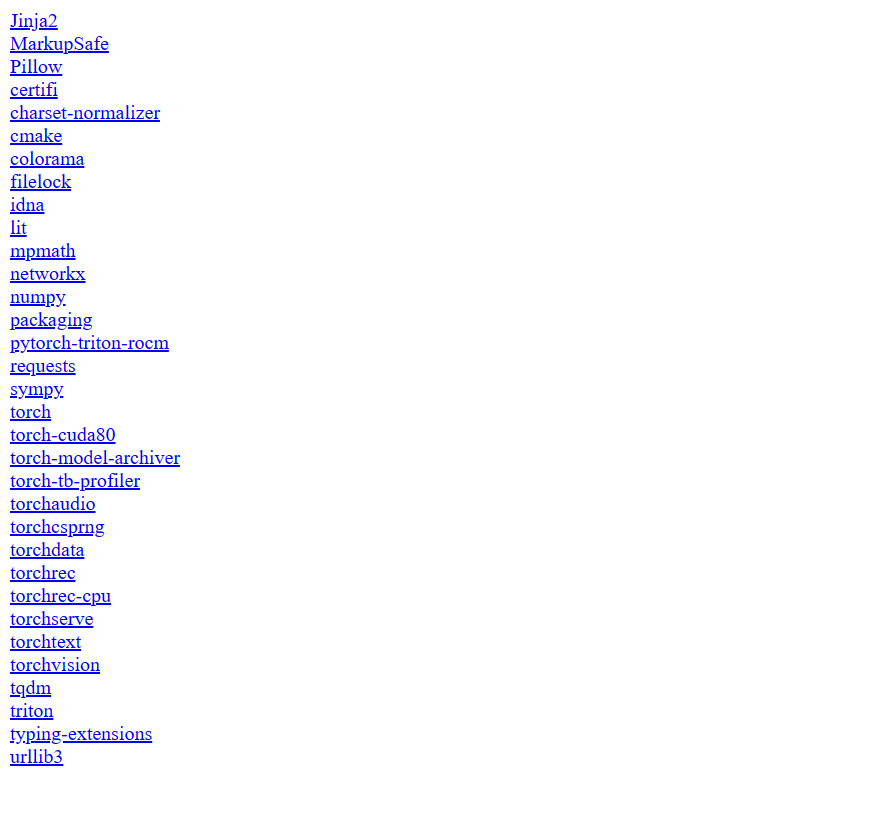 Jinja2
MarkupSafe
Pillow
certifi
charset-normalizer
cmake
colorama
filelock
idna
lit
mpmath
networkx
numpy
packaging
pytorch-triton-rocm
requests
sympy
torch
torch-cuda80
torch-model-archiver
torch-tb-profiler
torchaudio
torchcsprng
torchdata
torchrec
torchrec-cpu
torchserve
torchtext
torchvision
tqdm
triton
typing-extensions
urllib3